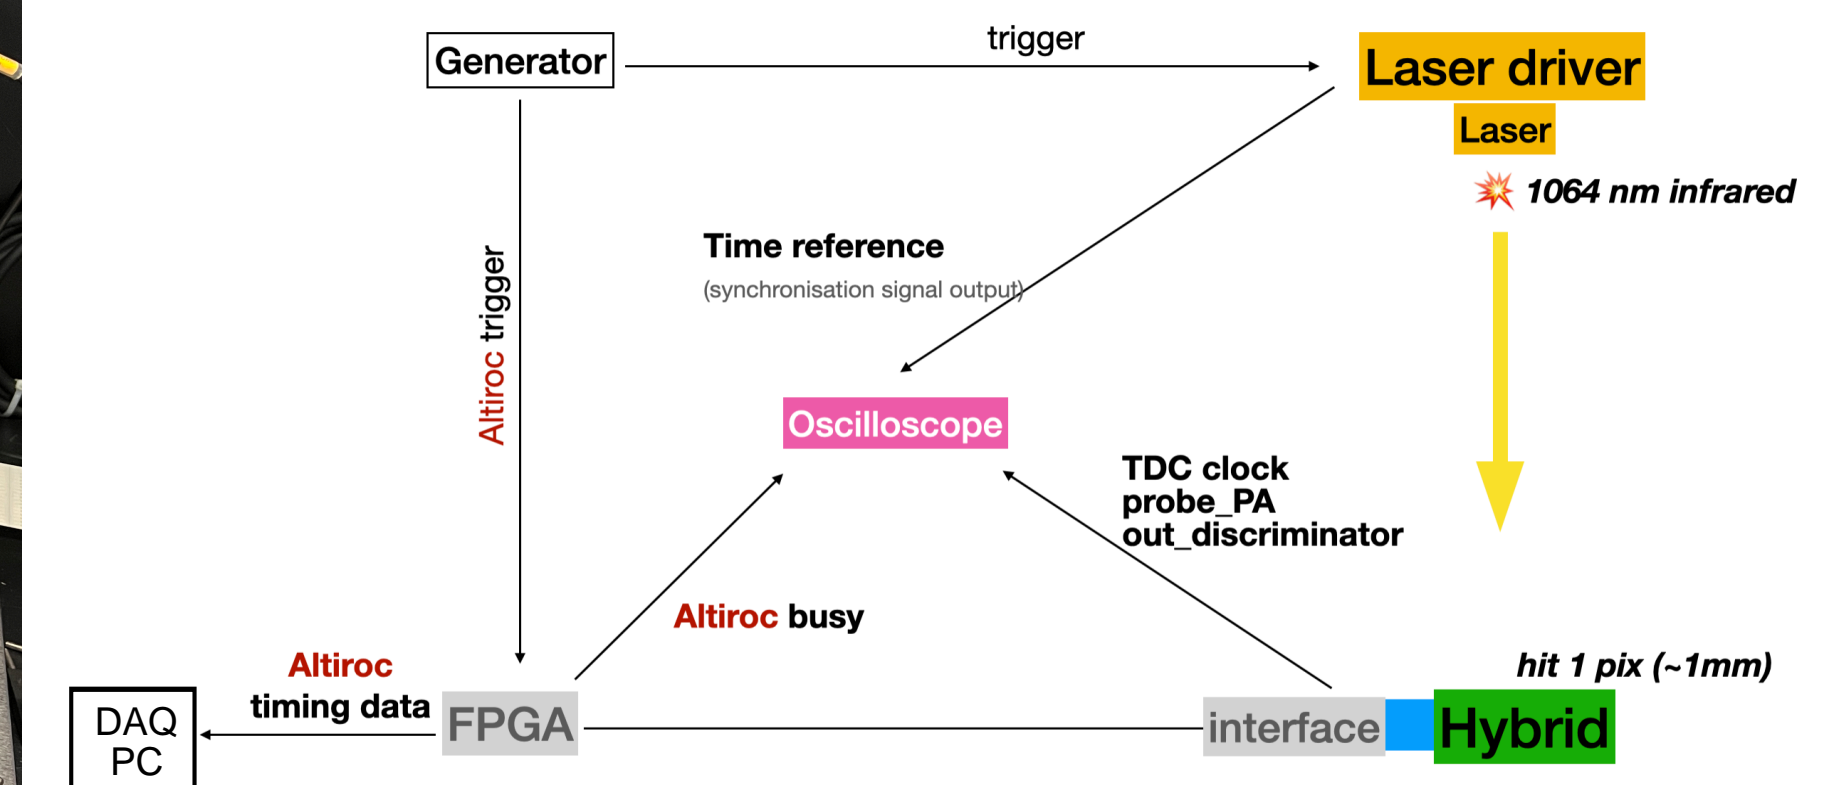 Generator
trigger
Laser driver
Laser
1064 nm infrared
Time reference
(synchronisation signal output)
Altiroc trigger
Oscilloscope
TDC clock
probe_PA
out_discriminator
Altiroc busy
Altiroc
timing data
hit 1 pix (~1mm)
DAQ
PC
FPGA
interface
Hybrid